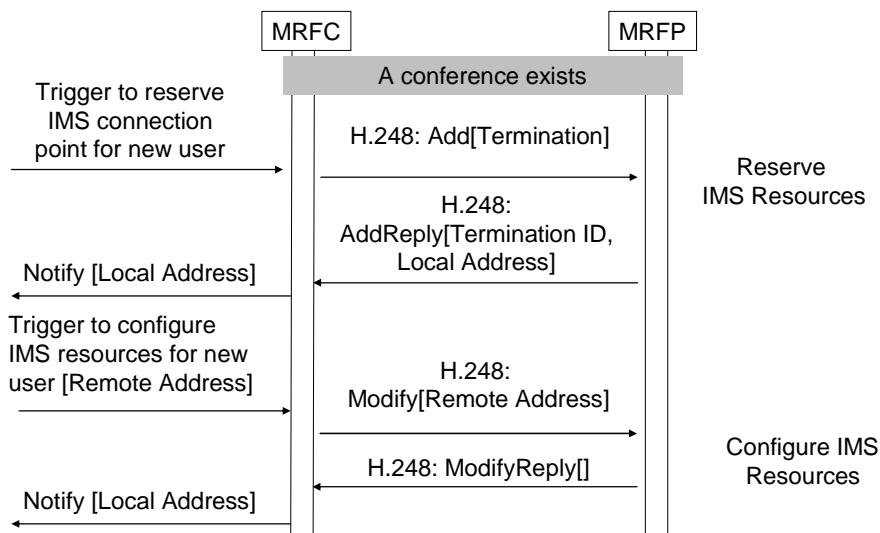 MRFC
MRFP
A conference exists
Trigger to reserve
IMS connection
point for new user
H.248: Add[Termination]
Reserve
IMS Resources
H.248:
AddReply[Termination ID,
Local Address]
Notify [Local Address]
Trigger to configure
IMS resources for new
user [Remote Address]
H.248:
Modify[Remote Address]
Configure IMS
Resources
H.248: ModifyReply[]
Notify [Local Address]